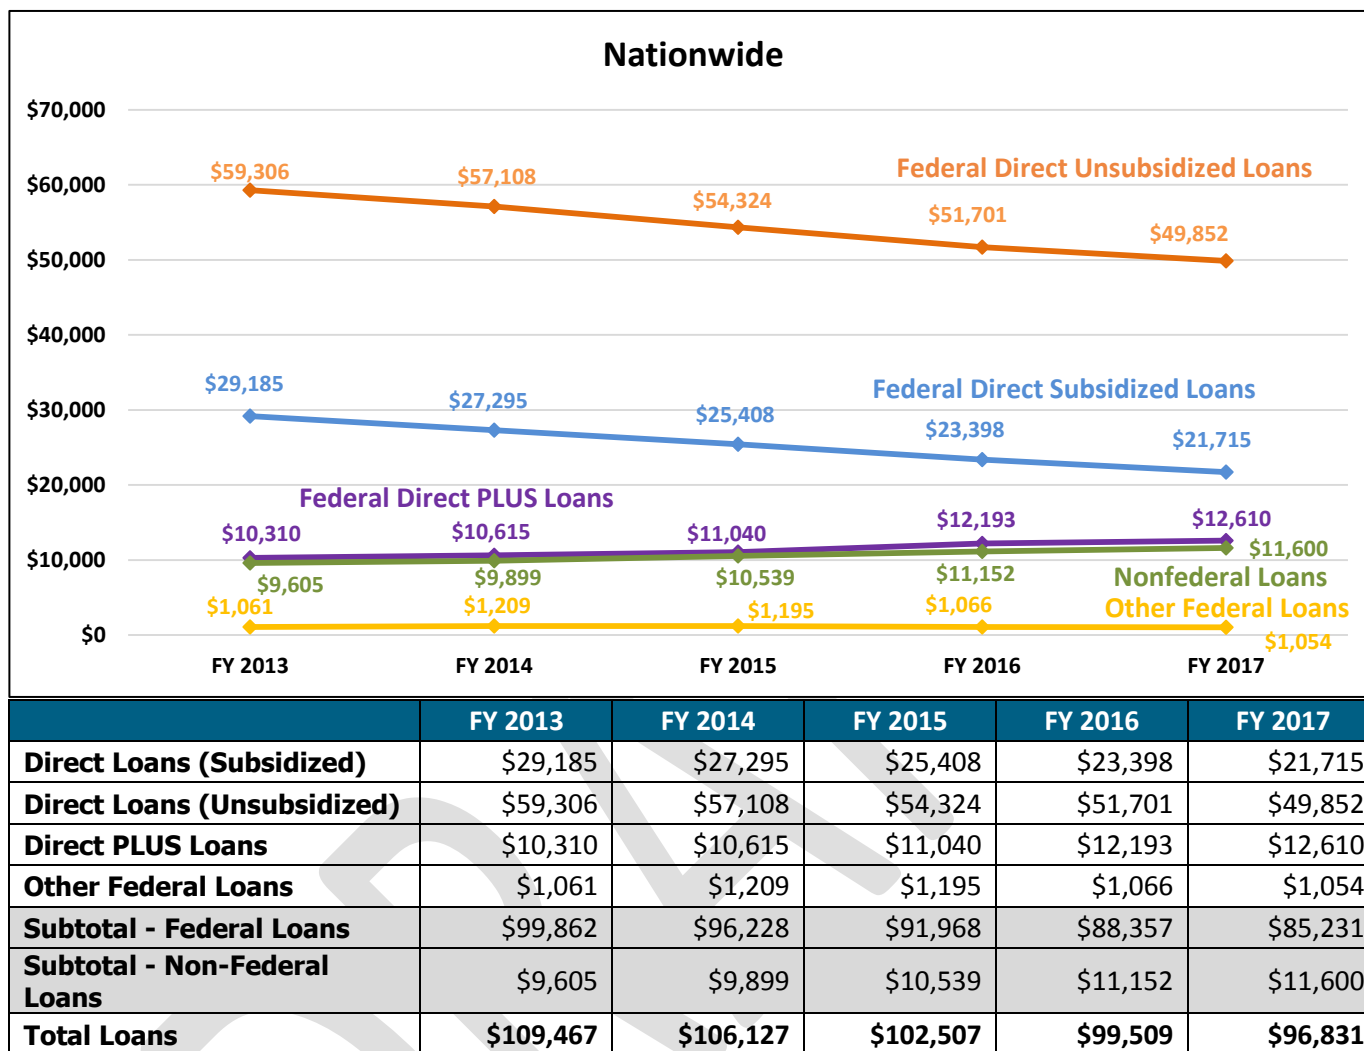 Nationwide
$70,000
$60,000
$50,000
$40,000
$30,000
$20,000
$10,000
$0
Federal Direct Unsubsidized Loans
$59,306
$57,108
$54,324
$51,701
$49,852
Federal Direct Subsidized Loans
$29,185
$27,295
$25,408
$23,398
$21,715
Federal Direct PLUS Loans
$10,310
$10,615
$11,040
$12,193
$12,610
$9,605
$9,899
$10,539
$11,152
$11,600
Nonfederal Loans
Other Federal Loans
$1,061
$1,209
$1,195
$1,066
$1,054
FY 2013 FY 2014 FY 2015 FY 2016 FY 2017
FY 2013 FY 2014 FY 2015 FY 2016 FY 2017
Direct Loans (Subsidized) $29,185 $27,295 $25,408 $23,398 $21,715
Direct Loans (Unsubsidized) $59,306 $57,108 $54,324 $51,701 $49,852
Direct PLUS Loans $10,310 $10,615 $11,040 $12,193 $12,610
Other Federal Loans $1,061 $1,209 $1,195 $1,066 $1,054
Subtotal - Federal Loans $99,862 $96,228 $91,968 $88,357 $85,231
Subtotal - Non-Federal
Loans $9,605 $9,899 $10,539 $11,152 $11,600
Total Loans $109,467 $106,127 $102,507 $99,509 $96,831